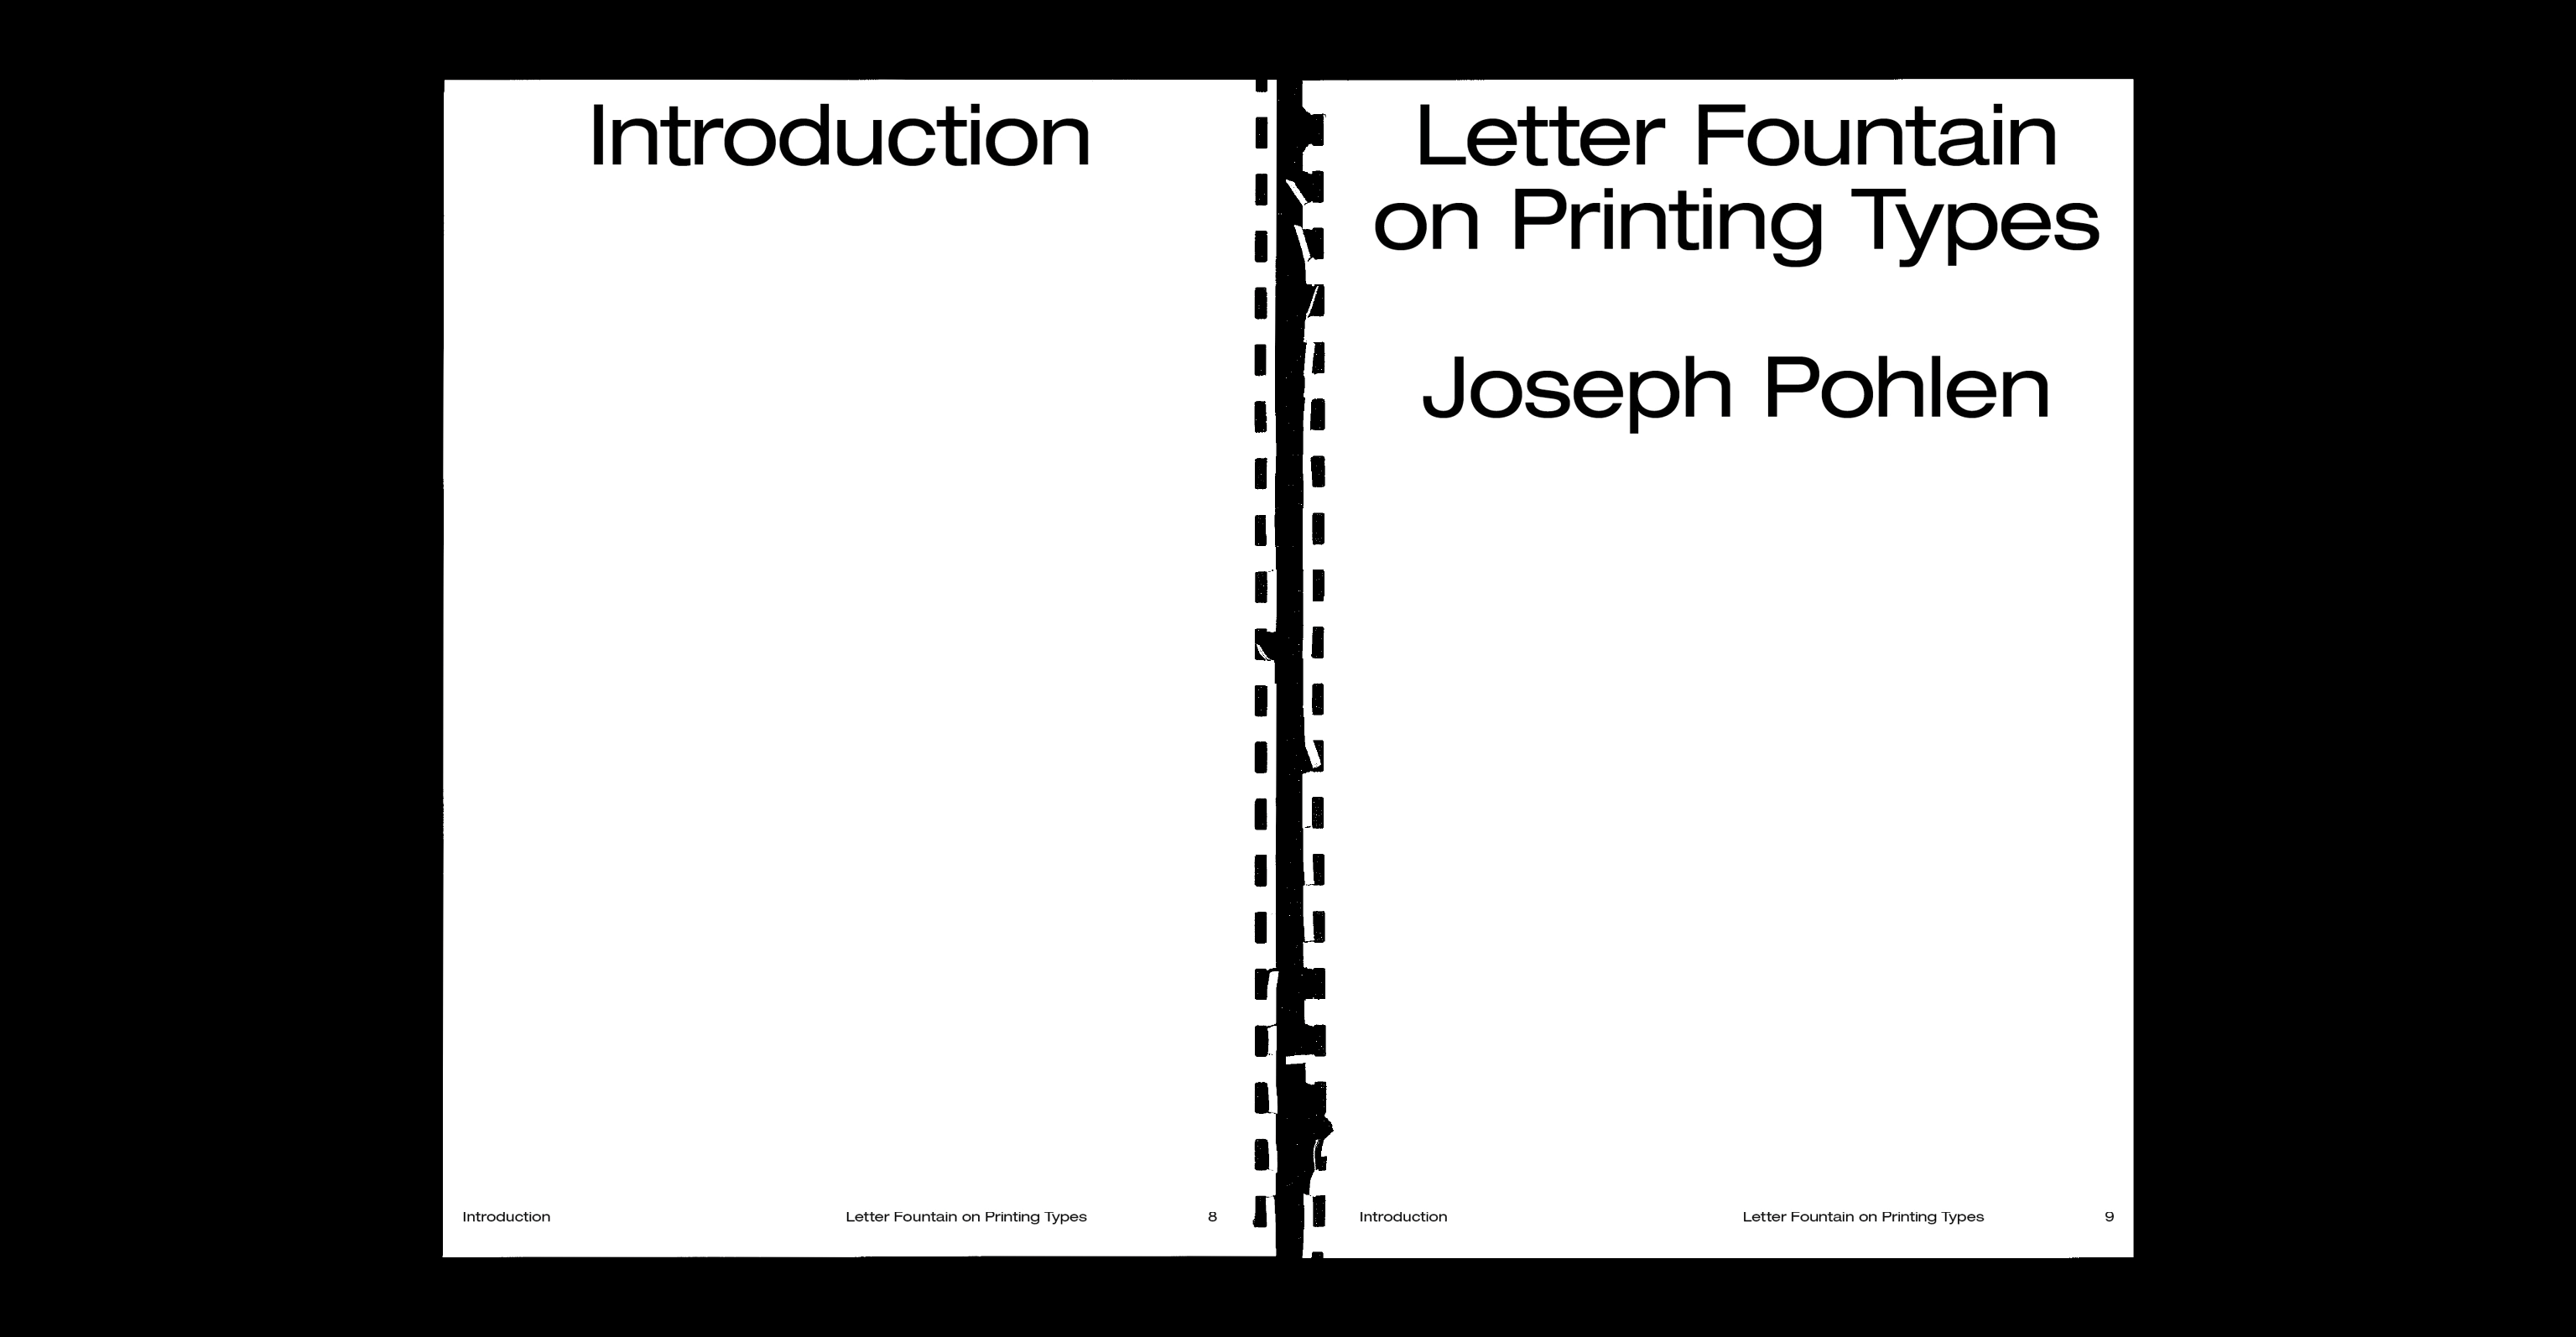 Introduction
Introduction
Letter Fountain on Printing Types
8
Letter Fountain
on Printing Types
Joseph Pohlen
Introduction
Letter Fountain on Printing Types
9